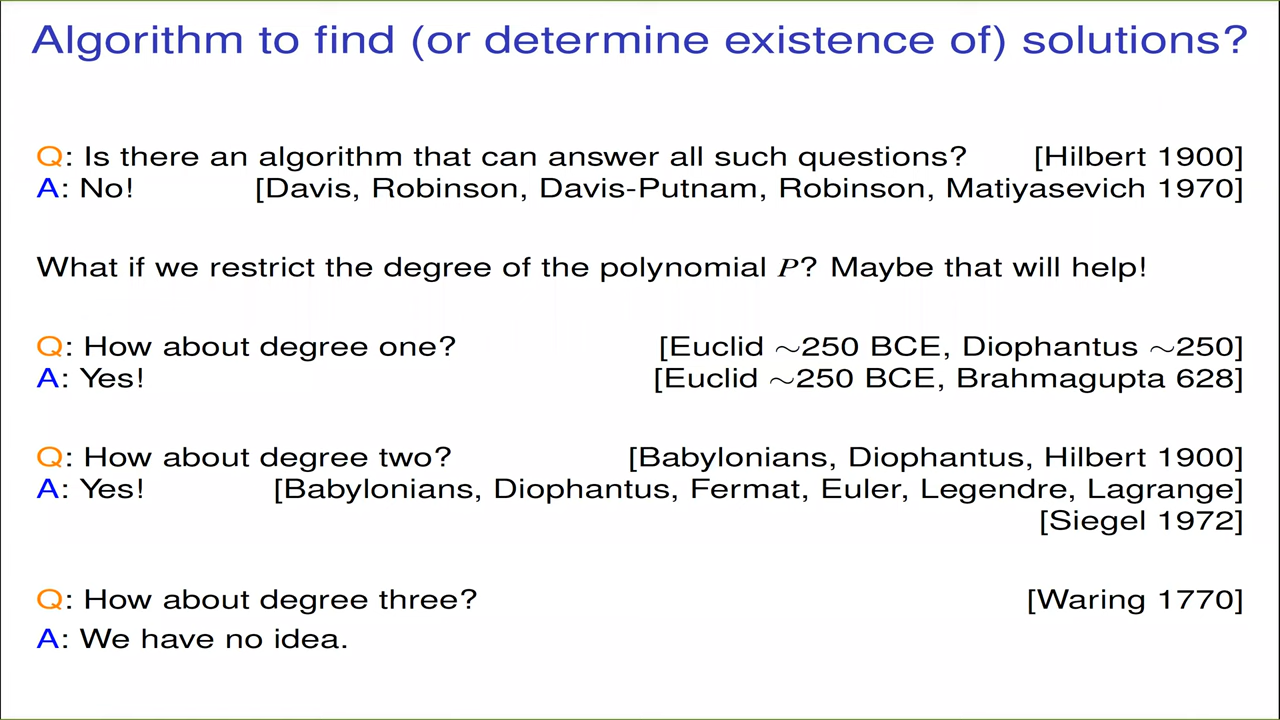 Algorithm to find (or determine existence of) solutions?
Q: Is there an algorithm that can answer all such questions? [Hilbert 1900]
A: No! [Davis, Robinson, Davis-Putnam, Robinson, Matiyasevich 1970]
What if we restrict the degree of the polynomial P? Maybe that will help!
Q: How about degree one? [Euclid ∼250 BCE, Diophantus ∼250]
A: Yes! [Euclid ∼250 BCE, Brahmagupta 628]
Q: How about degree two? [Babylonians, Diophantus, Hilbert 1900]
A: Yes! [Babylonians, Diophantus, Fermat, Euler, Legendre, Lagrange]
[Siegel 1972]
Q: How about degree three? [Waring 1770]
A: We have no idea.